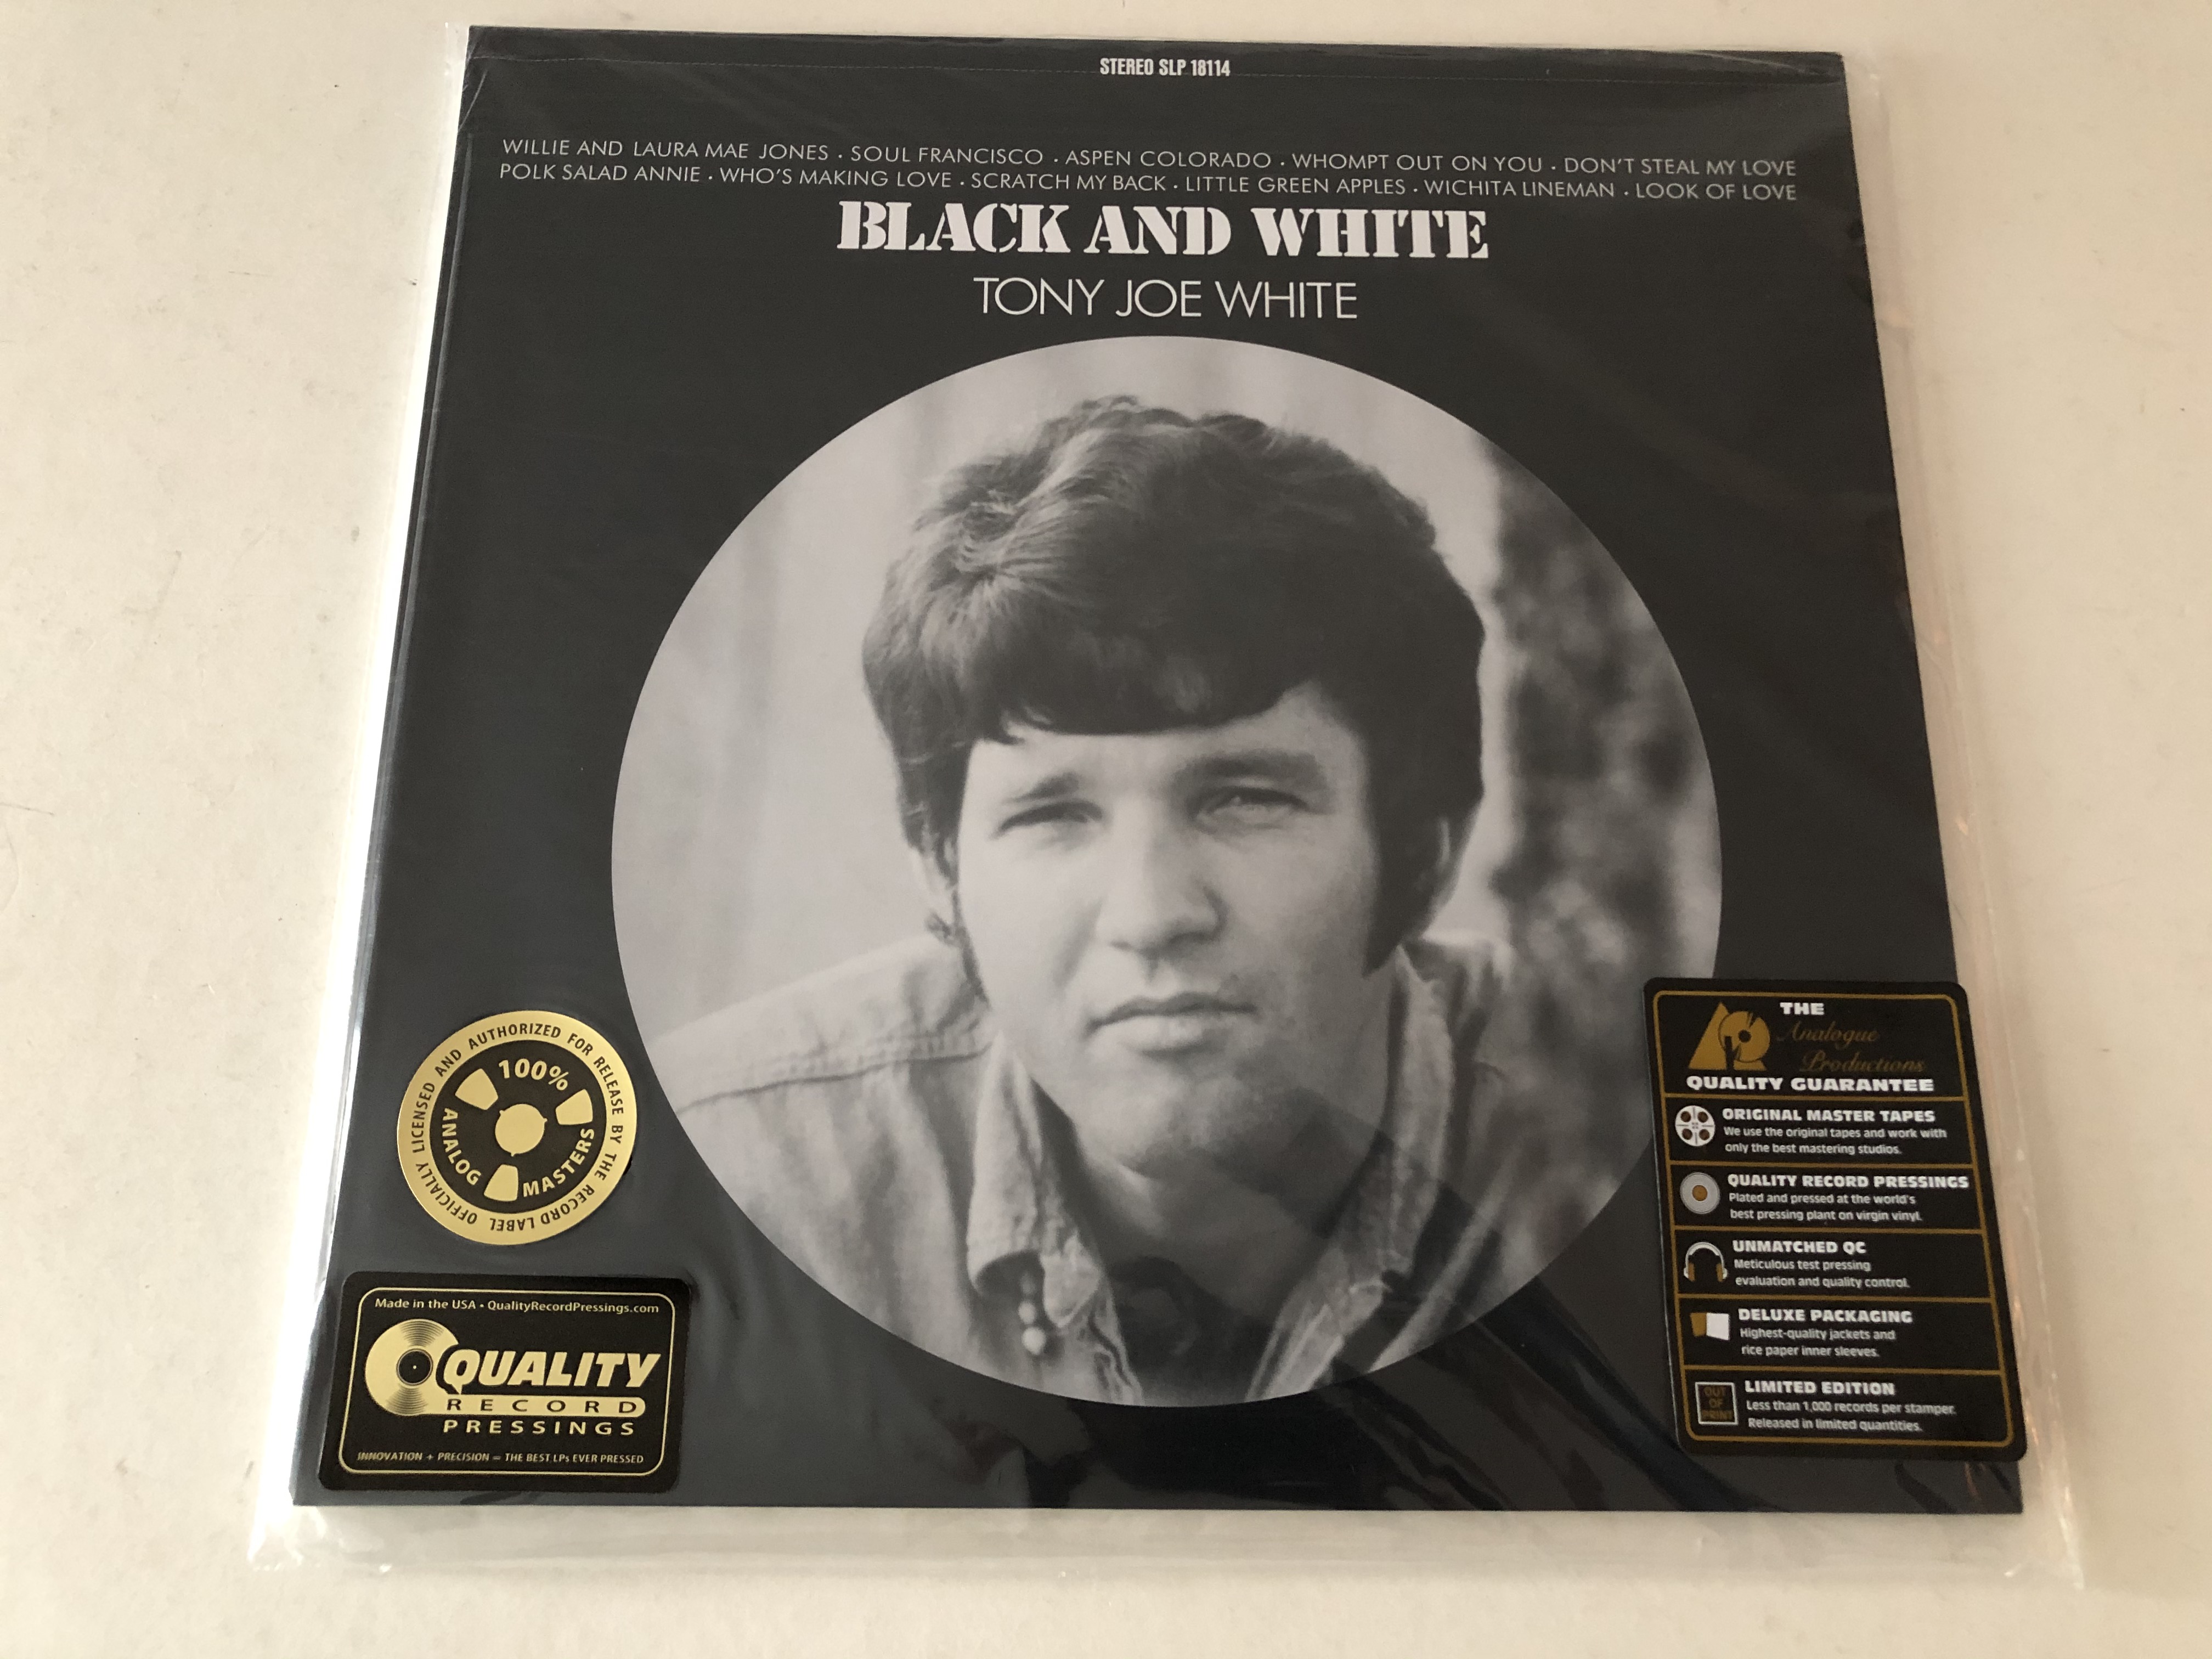 STEREO SLP 18114
WILLIE AND LAURA MAE JONES · SOUL FRANCISCO · ASPEN COLORADO · WHOMPT OUT ON YOU · DON'T STEAL MY LOVE
POLK SALAD ANNIE · WHO'S MAKING LOVE · SCRATCH MY BACK · LITTLE GREEN APPLES · WICHITA LINEMAN · LOOK OF LOVE
BLACK AND WHITE
TONY JOE WHITE
OFFICIALLY LICENSED AND AUTHORIZED FOR RELEASE BY THE RECORD LABEL
100%
ANALOG
MASTERS
Made in the USA • QualityRecordPressings.com
QUALITY
RECORD
PRESSINGS
INNOVATION + PRECISION = THE BEST LPs EVER PRESSED
THE
Analogue
Productions
QUALITY GUARANTEE
ORIGINAL MASTER TAPES
We use the original tapes and work with
only the best mastering studios.
QUALITY RECORD PRESSINGS
Plated and pressed at the world's
best pressing plant on virgin vinyl.
UNMATCHED QC
Meticulous test pressing
evaluation and quality control.
DELUXE PACKAGING
Highest-quality jackets and
rice paper inner sleeves.
OUT
OF
PRINT
LIMITED EDITION
Less than 1,000 records per stamper.
Released in limited quantities.